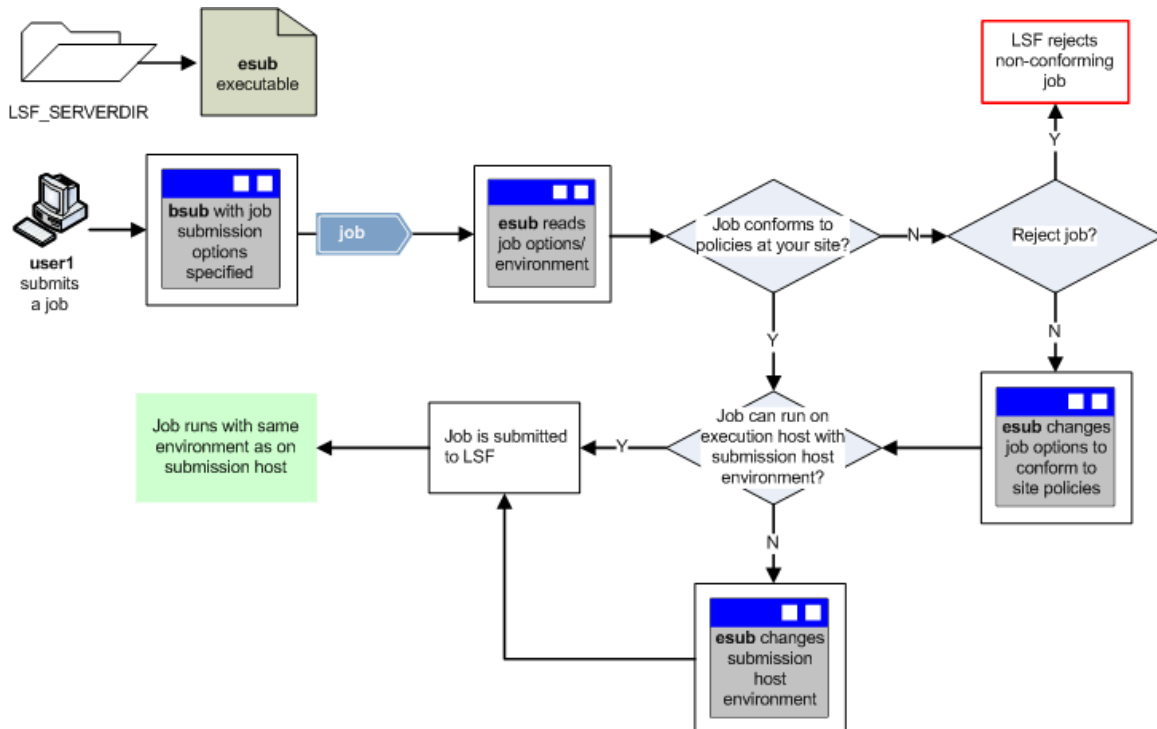 esub
executable
LSF_SERVERDIR
LSF rejects
non-conforming
job
user1
submits
a job
bsub with job
submission
options
specified
job
esub reads
job options/
environment
Job conforms to
policies at your site?
N
Reject job?
Y
N
Y
esub changes
job options to
conform to
site policies
Job can run on
execution host with
submission host
environment?
Y
Job is submitted
to LSF
Job runs with same
environment as on
submission host
N
esub changes
submission
host
environment